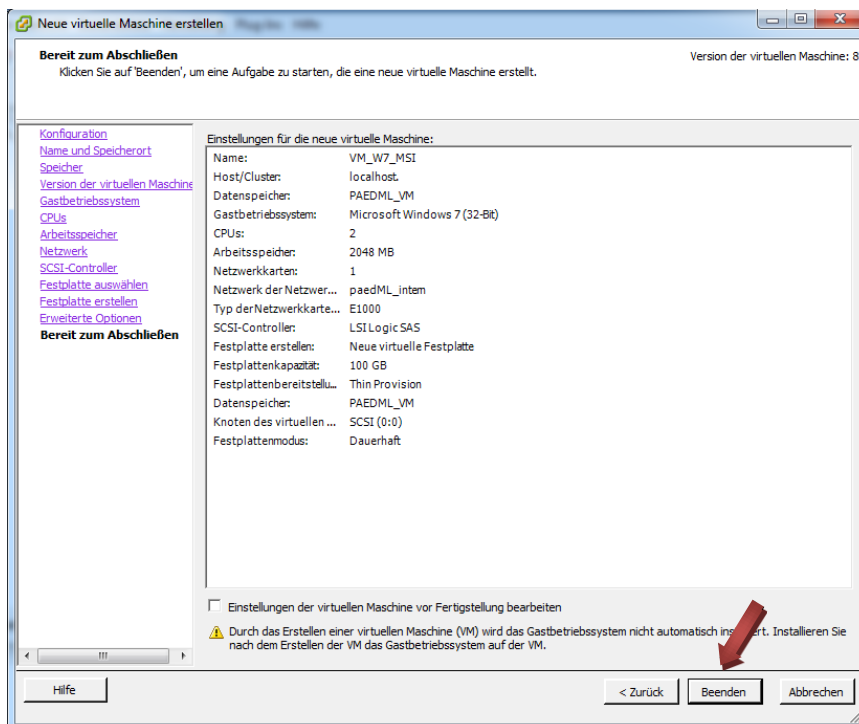 Neue virtuelle Maschine erstellen
Bereit zum Abschließen
Klicken Sie auf 'Beenden', um eine Aufgabe zu starten, die eine neue virtuelle Maschine erstellt.
Version der virtuellen Maschine: 8
Konfiguration
Name und Speicherort
Speicher
Version der virtuellen Maschine
Gastbetriebssystem
CPUs
Arbeitsspeicher
Netzwerk
SCSI-Controller
Festplatte auswählen
Festplatte erstellen
Erweiterte Optionen
Bereit zum Abschließen
Einstellungen für die neue virtuelle Maschine:
Name: VM_W7_MSI
Host/Cluster: localhost.
Datenspeicher: PAEDML_VM
Gastbetriebssystem: Microsoft Windows 7 (32-Bit)
CPUs: 2
Arbeitsspeicher: 2048 MB
Netzwerkkarten: 1
Netzwerk der Netzwer... paedML_intern
Typ der Netzwerkkarte... E1000
SCSI-Controller: LSI Logic SAS
Festplatte erstellen: Neue virtuelle Festplatte
Festplattenkapazität: 100 GB
Festplattenbereitstellu... Thin Provision
Datenspeicher: PAEDML_VM
Knoten des virtuellen ... SCSI (0:0)
Festplattenmodus: Dauerhaft
Einstellungen der virtuellen Maschine vor Fertigstellung bearbeiten
Durch das Erstellen einer virtuellen Maschine (VM) wird das Gastbetriebssystem nicht automatisch Installieren Sie
nach dem Erstellen der VM das Gastbetriebssystem auf der VM.
Hilfe
< Zurück
Beenden
Abbrechen